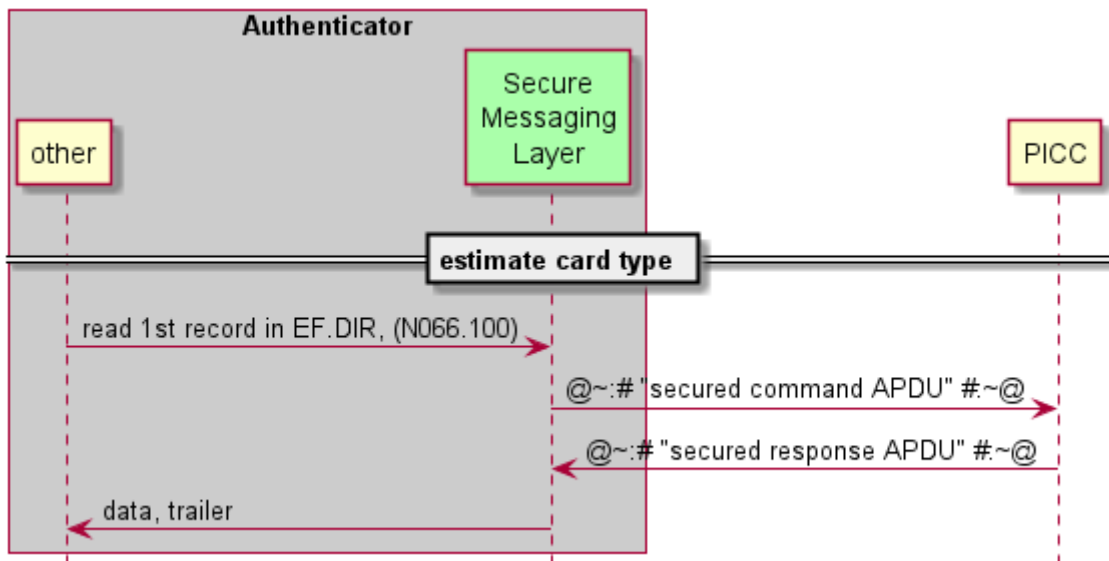 Authenticator
Secure
Messaging
Layer
other
PICC
estimate card type
read 1st record in EF.DIR, (N066.100)
@~:# "secured command APDU" #:~@
@~:# "secured response APDU" #:~@
data, trailer